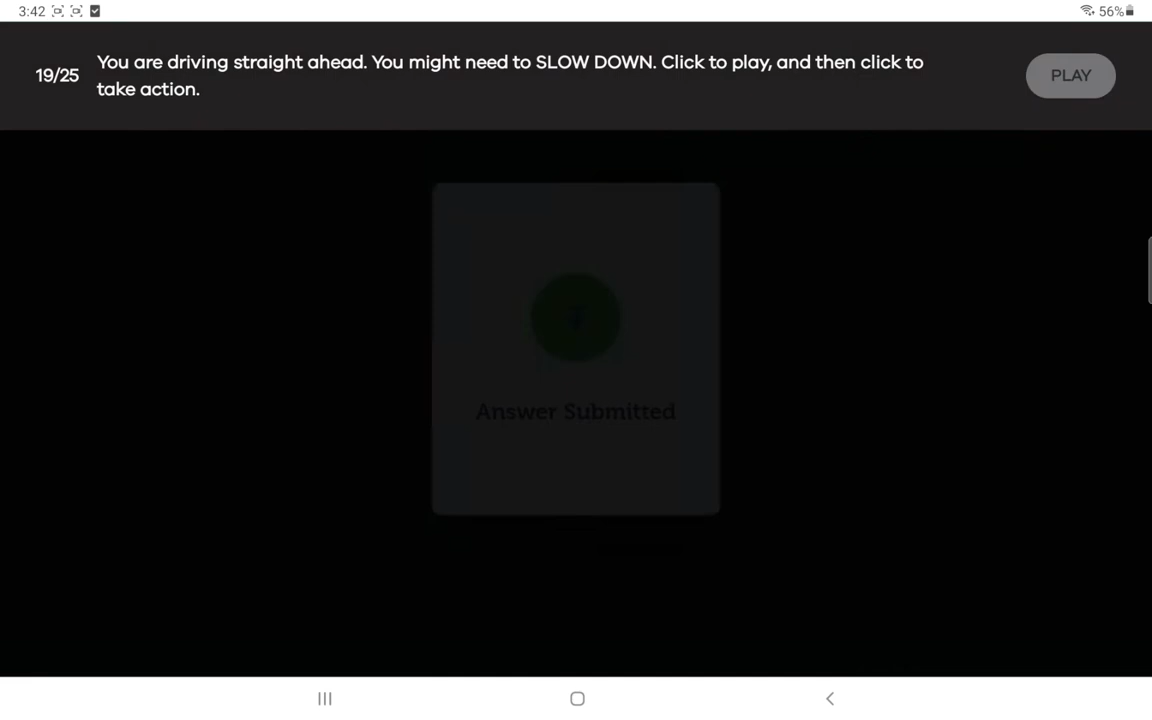 3:42
56%
19/25
You are driving straight ahead. You might need to SLOW DOWN. Click to play, and then click to
take action.
PLAY
Answer Submitted